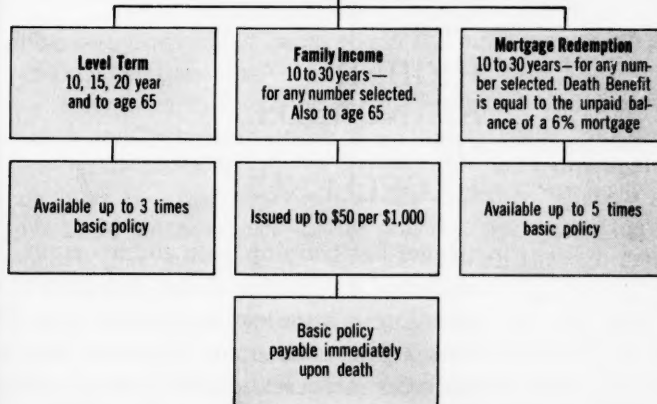 Level Term
10, 15, 20 year
and to age 65
Available up to 3 times
basic policy
Family Income
10 to 30 years —
for any number selected.
Also to age 65
Issued up to $50 per $1,000
Basic policy
payable immediately
upon death
Mortgage Redemption
10 to 30 years - for any num-
ber selected. Death Benefit
is equal to the unpaid bal-
ance of a 6% mortgage
Available up to 5 times
basic policy